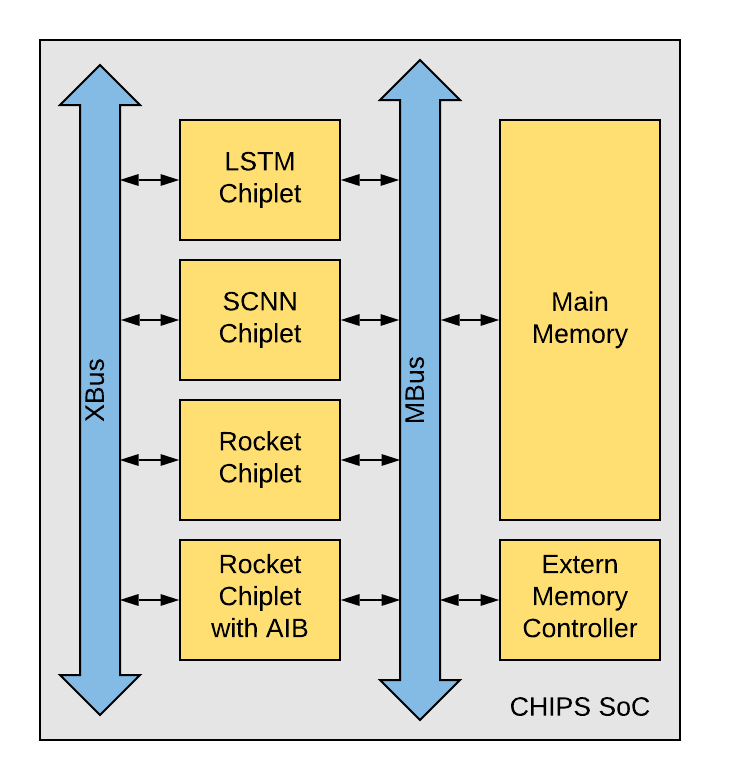 XBus
LSTM
Chiplet
SCNN
Chiplet
Rocket
Chiplet
Rocket
Chiplet
with AIB
MBus
Main
Memory
Extern
Memory
Controller
CHIPS SoC